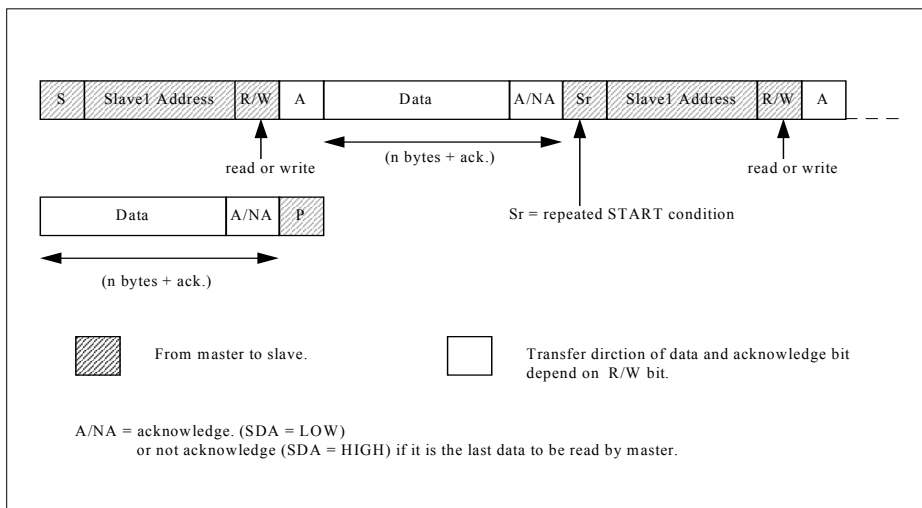 S Slave1 Address R/W A Data A/NA Sr Slave1 Address R/W A
(n bytes + ack.)
read or write read or write
Data A/NA P
Sr = repeated START condition
(n bytes + ack.)
From master to slave.
Transfer dirction of data and acknowledge bit
depend on R/W bit.
A/NA = acknowledge. (SDA = LOW)
or not acknowledge (SDA = HIGH) if it is the last data to be read by master.